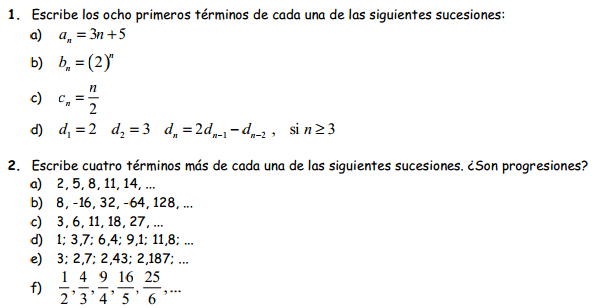 1. Escribe los ocho primeros términos de cada una de las siguientes sucesiones:
a) aₙ = 3n + 5
b) bₙ = (2)ⁿ
c) cₙ = n/2
d) d₁ = 2 d₂ = 3 dₙ = 2dₙ₋₁ − dₙ₋₂ , si n ≥ 3
2. Escribe cuatro términos más de cada una de las siguientes sucesiones. ¿Son progresiones?
a) 2, 5, 8, 11, 14, ...
b) 8, -16, 32, -64, 128, ...
c) 3, 6, 11, 18, 27, ...
d) 1; 3,7; 6,4; 9,1; 11,8; ...
e) 3; 2,7; 2,43; 2,187; ...
f) 1/2, 4/3, 9/4, 16/5, 25/6, ...